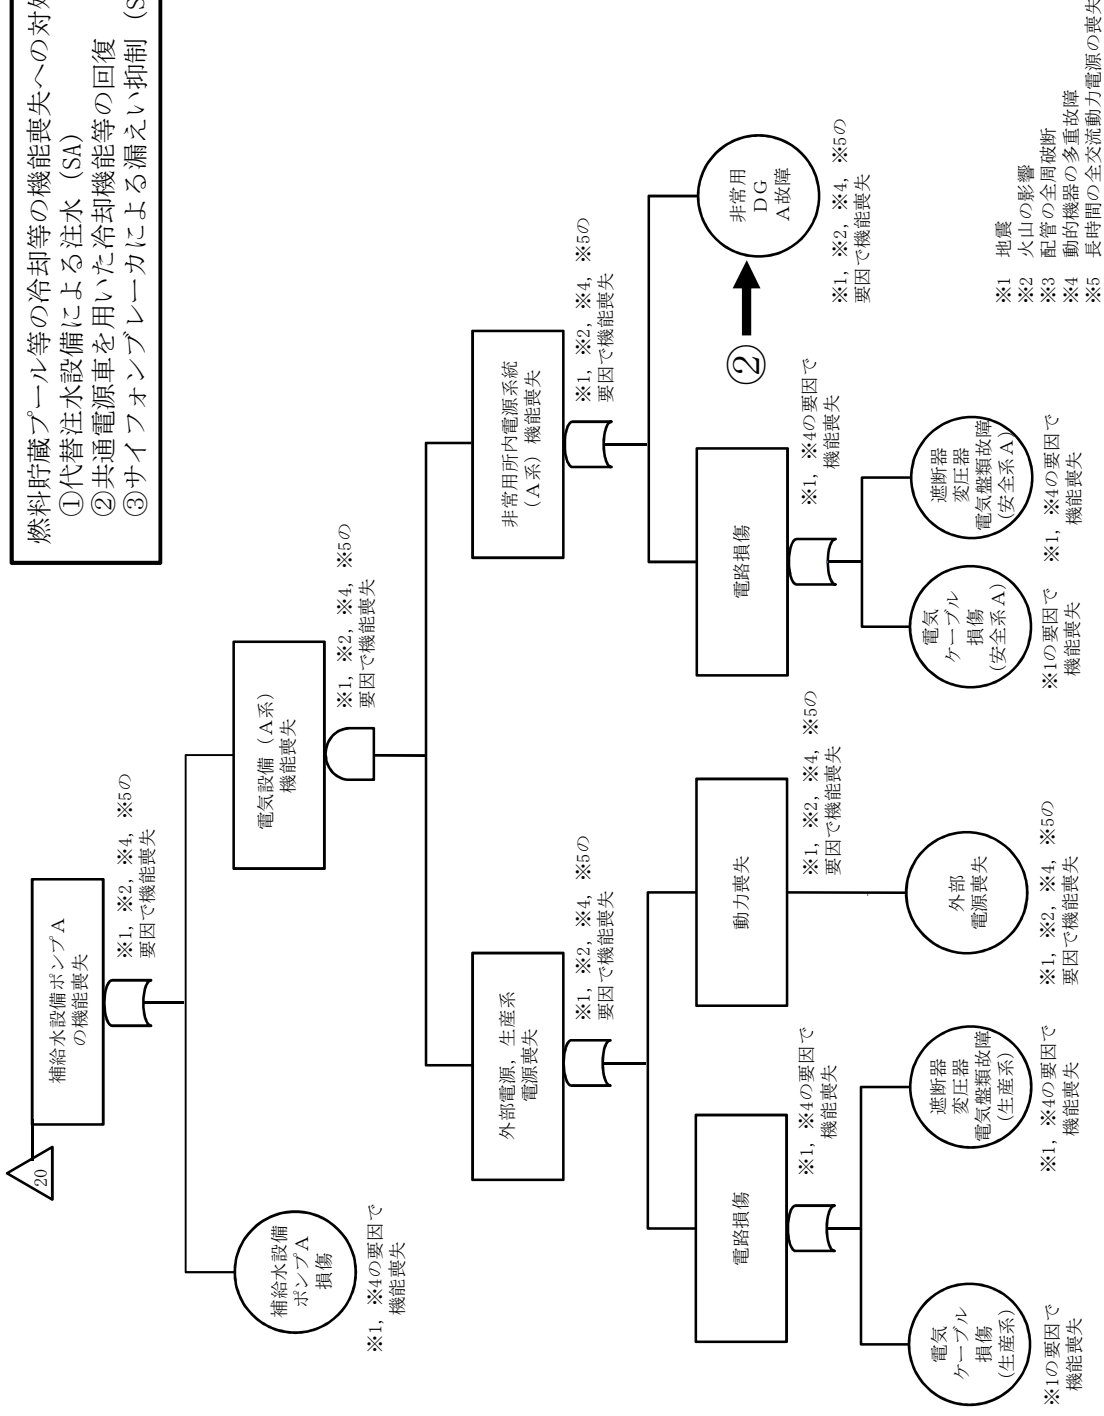 燃料貯蔵プール等の冷却等の機能喪失への対処
①代替注水設備による注水（SA）
②共通電源車を用いた冷却機能等の回復
③サイフォンブレーカによる漏えい抑制（S
20
補給水設備ポンプA
の機能喪失
※1，※2，※4，※5の
要因で機能喪失
補給水設備
ポンプA
損傷
※1，※4の要因で
機能喪失
電気設備（A系）
機能喪失
※1，※2，※4，※5の
要因で機能喪失
外部電源，生産系
電源喪失
※1，※2，※4，※5の
要因で機能喪失
非常用所内電源系統
（A系）機能喪失
※1，※2，※4，※5の
要因で機能喪失
電路損傷
※1，※4の要因で
機能喪失
動力喪失
※1，※2，※4，※5の
要因で機能喪失
電路損傷
※1，※4の要因で
機能喪失
②
非常用
DG
A故障
※1，※2，※4，※5の
要因で機能喪失
電気
ケーブル
損傷
(生産系)
※1の要因で
機能喪失
遮断器
変圧器
電気盤類故障
(生産系)
※1，※4の要因で
機能喪失
外部
電源喪失
※1，※2，※4，※5の
要因で機能喪失
電気
ケーブル
損傷
(安全系A)
※1の要因で
機能喪失
遮断器
変圧器
電気盤類故障
(安全系A)
※1，※4の要因で
機能喪失
※1 地震
※2 火山の影響
※3 配管の全周破断
※4 動的機器の多重故障
※5 長時間の全交流動力電源の喪失